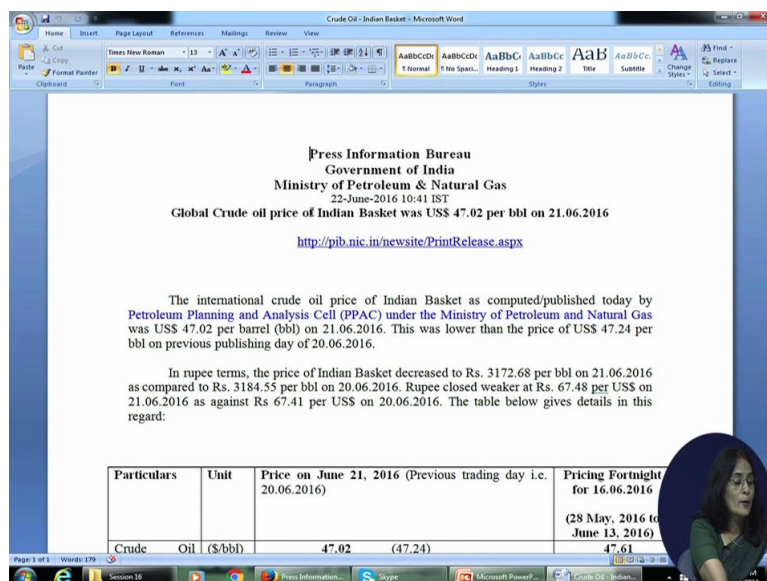 Crude Oil - Indian Basket - Microsoft Word
Home Insert Page Layout References Mailings Review View
Paste
Cut
Copy
Format Painter
Clipboard
Times New Roman 13
Font
Paragraph
AaBbCcDc AaBbCcDc AaBbC AaBbCc AaB AaBbCc.
¶ Normal ¶ No Spaci... Heading 1 Heading 2 Title Subtitle
Change Styles
Styles
Find
Replace
Select
Editing
Press Information Bureau
Government of India
Ministry of Petroleum & Natural Gas
22-June-2016 10:41 IST
Global Crude oil price of Indian Basket was US$ 47.02 per bbl on 21.06.2016
http://pib.nic.in/newsite/PrintRelease.aspx
The international crude oil price of Indian Basket as computed/published today by
Petroleum Planning and Analysis Cell (PPAC) under the Ministry of Petroleum and Natural Gas
was US$ 47.02 per barrel (bbl) on 21.06.2016. This was lower than the price of US$ 47.24 per
bbl on previous publishing day of 20.06.2016.
In rupee terms, the price of Indian Basket decreased to Rs. 3172.68 per bbl on 21.06.2016
as compared to Rs. 3184.55 per bbl on 20.06.2016. Rupee closed weaker at Rs. 67.48 per US$ on
21.06.2016 as against Rs 67.41 per US$ on 20.06.2016. The table below gives details in this
regard:
Particulars Unit Price on June 21, 2016 (Previous trading day i.e. Pricing Fortnight
20.06.2016) for 16.06.2016
(28 May, 2016 to
June 13, 2016)
Crude Oil ($/bbl) 47.02 (47.24) 47.61
Page: 1 of 1 Words: 179
Session 16 Press Information... Skype Microsoft PowerP... Crude Oil - Indian...